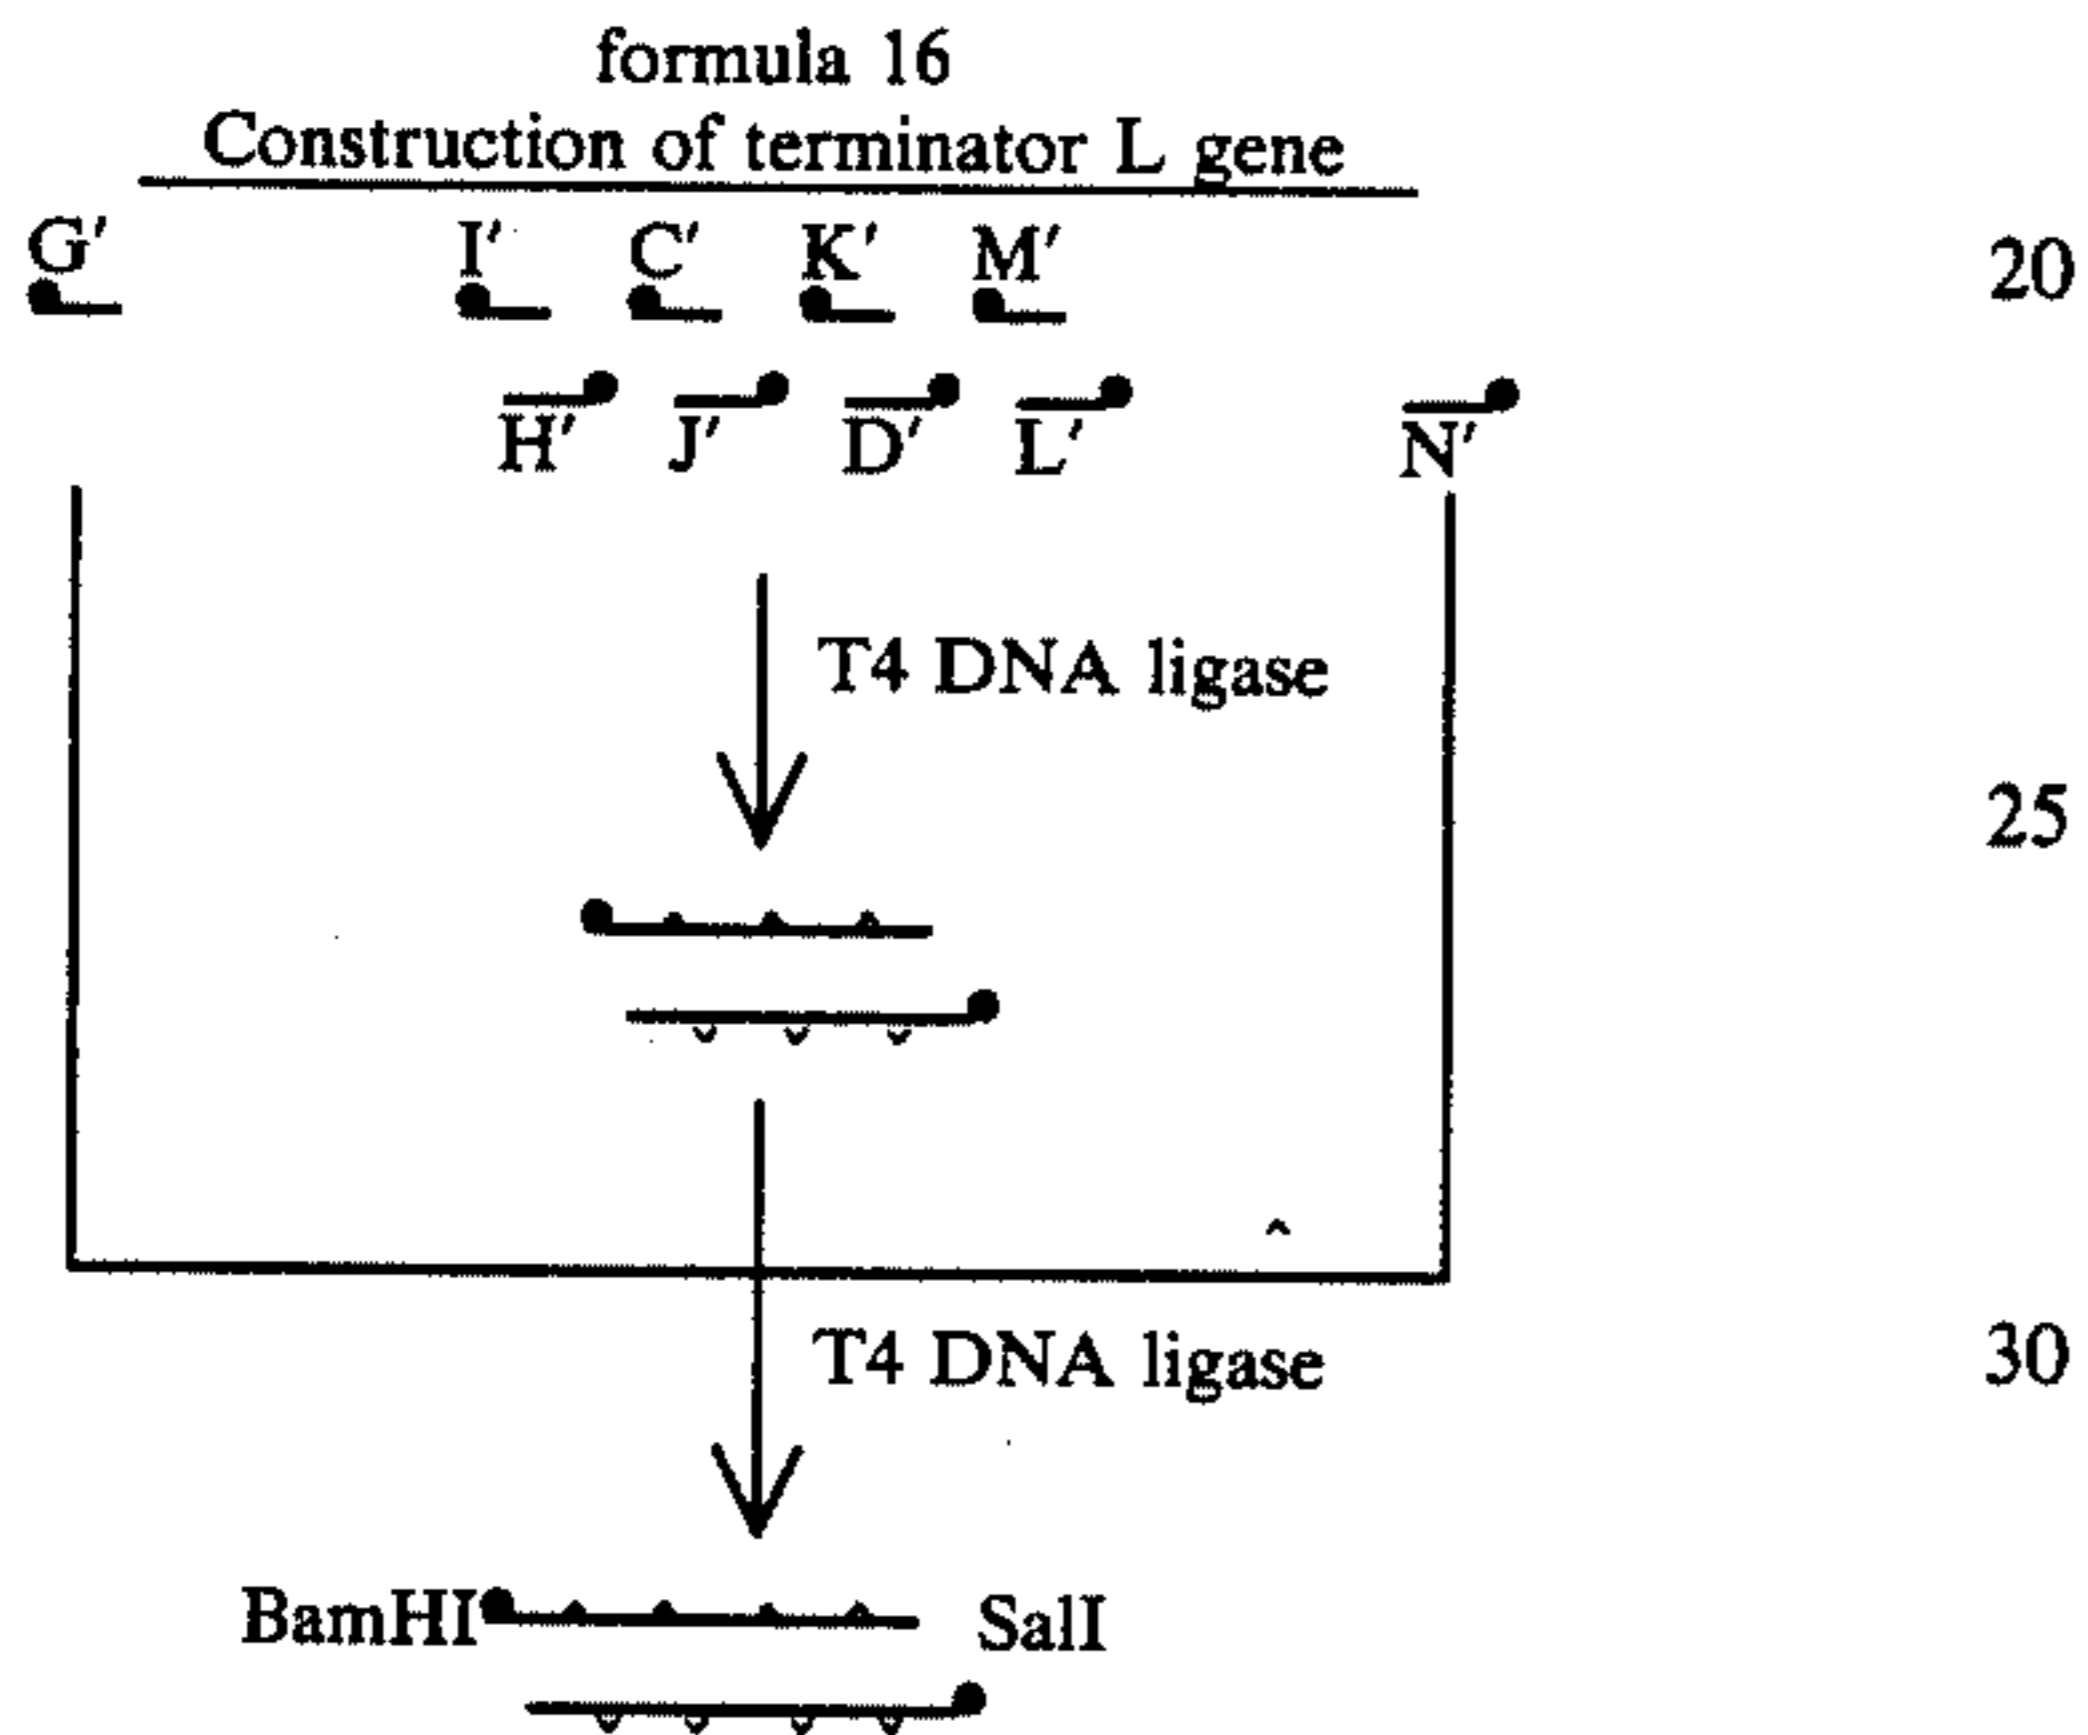 formula 16
Construction of terminator L gene
G' I' C' K' M' 20
H' J' D' L' N'
T4 DNA ligase
25
T4 DNA ligase 30
BamHI SalI